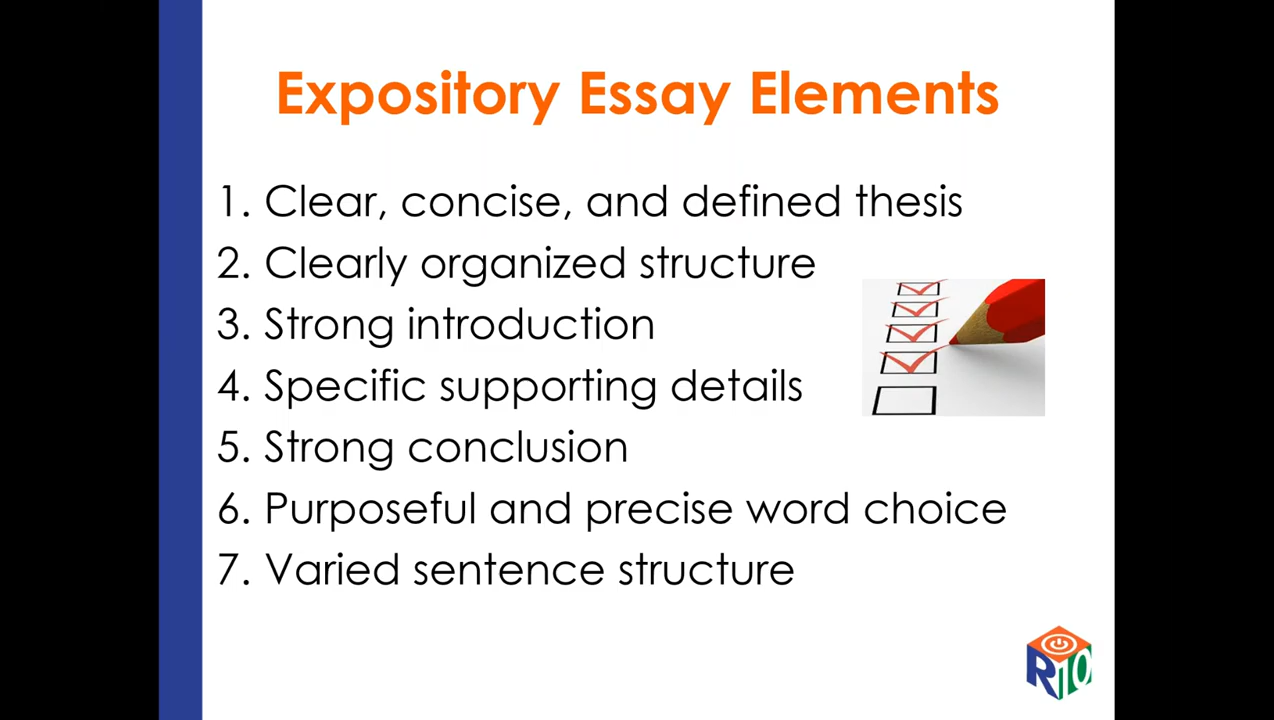 Expository Essay Elements
1. Clear, concise, and defined thesis
2. Clearly organized structure
3. Strong introduction
4. Specific supporting details
5. Strong conclusion
6. Purposeful and precise word choice
7. Varied sentence structure
R10